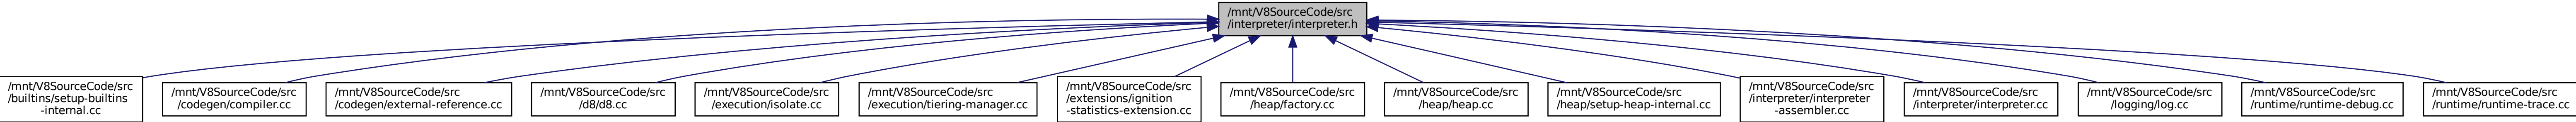 /mnt/V8SourceCode/src
/interpreter/interpreter.h
/mnt/V8SourceCode/src
/builtins/setup-builtins
-internal.cc
/mnt/V8SourceCode/src
/codegen/compiler.cc
/mnt/V8SourceCode/src
/codegen/external-reference.cc
/mnt/V8SourceCode/src
/d8/d8.cc
/mnt/V8SourceCode/src
/execution/isolate.cc
/mnt/V8SourceCode/src
/execution/tiering-manager.cc
/mnt/V8SourceCode/src
/extensions/ignition
-statistics-extension.cc
/mnt/V8SourceCode/src
/heap/factory.cc
/mnt/V8SourceCode/src
/heap/heap.cc
/mnt/V8SourceCode/src
/heap/setup-heap-internal.cc
/mnt/V8SourceCode/src
/interpreter/interpreter
-assembler.cc
/mnt/V8SourceCode/src
/interpreter/interpreter.cc
/mnt/V8SourceCode/src
/logging/log.cc
/mnt/V8SourceCode/src
/runtime/runtime-debug.cc
/mnt/V8SourceCode/src
/runtime/runtime-trace.cc